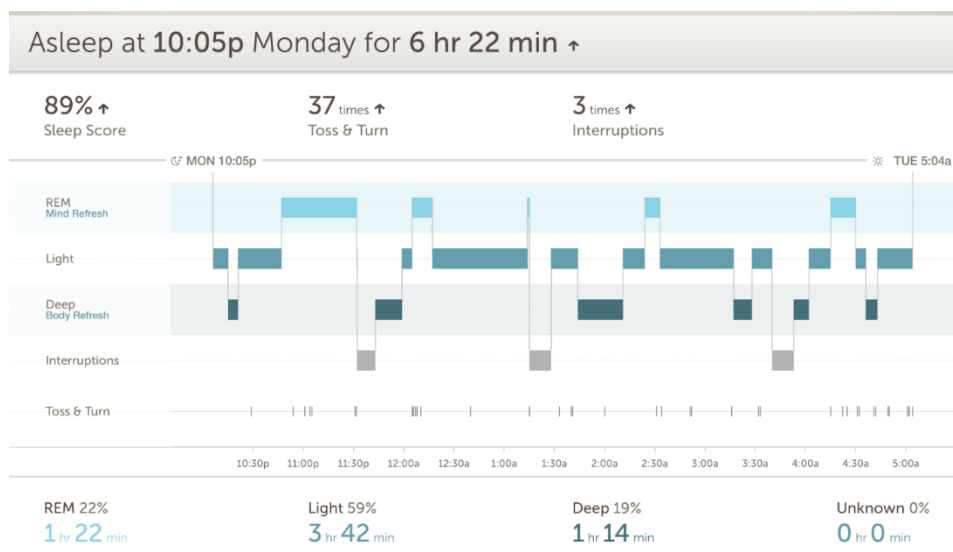 Asleep at 10:05p Monday for 6 hr 22 min ↑
89% ↑ 37 times ↑ 3 times ↑
Sleep Score Toss & Turn Interruptions
MON 10:05p TUE 5:04a
REM
Mind Refresh
Light
Deep
Body Refresh
Interruptions
Toss & Turn
10:30p 11:00p 11:30p 12:00a 12:30a 1:00a 1:30a 2:00a 2:30a 3:00a 3:30a 4:00a 4:30a 5:00a
REM 22% Light 59% Deep 19% Unknown 0%
1 hr 22 min 3 hr 42 min 1 hr 14 min 0 hr 0 min